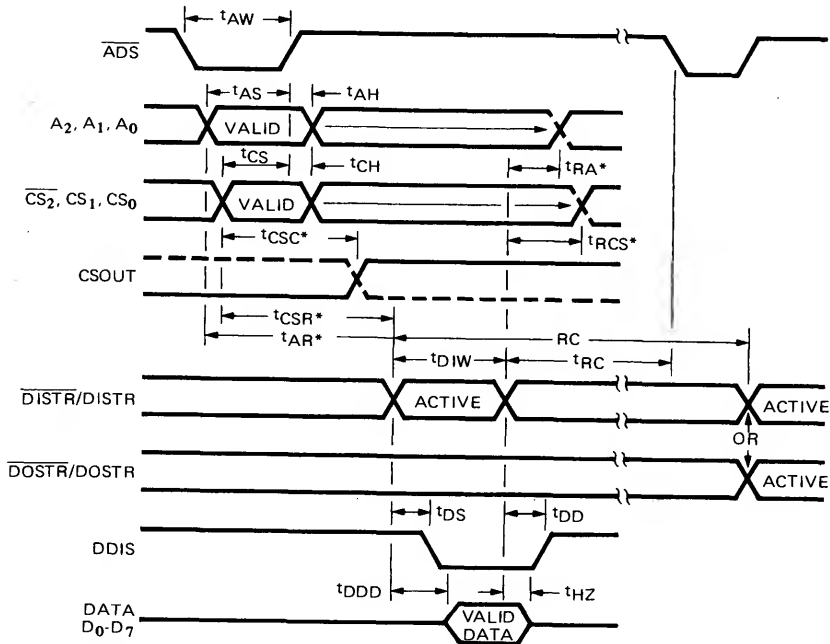 tAW
ADS
tAS
tAH
A2, A1, A0
VALID
tCS
tCH
tRA*
CS2, CS1, CS0
VALID
tCSC*
tRCS*
CSOUT
tCSR*
tAR*
RC
tDIW
tRC
DISTR/DISTR
ACTIVE
ACTIVE
OR
DOSTR/DOSTR
ACTIVE
tDS
tDD
DDIS
tDDD
tHZ
DATA
D0-D7
VALID
DATA